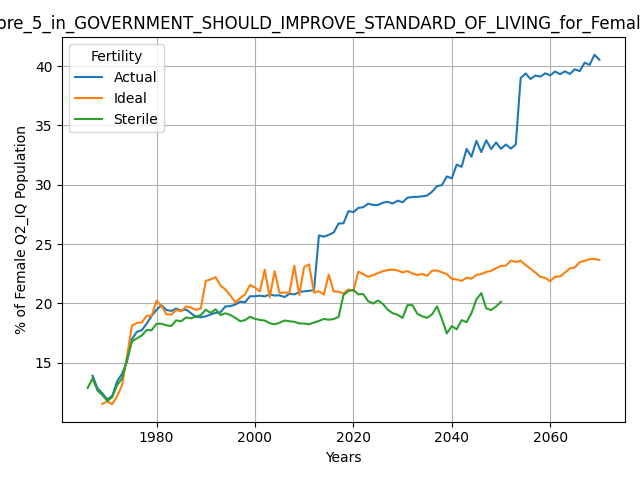 ore_5_in_GOVERNMENT_SHOULD_IMPROVE_STANDARD_OF_LIVING_for_Femal
Fertility
Actual
Ideal
Sterile
% of Female Q2_IQ Population
40
35
30
25
20
15
1980 2000 2020 2040 2060
Years